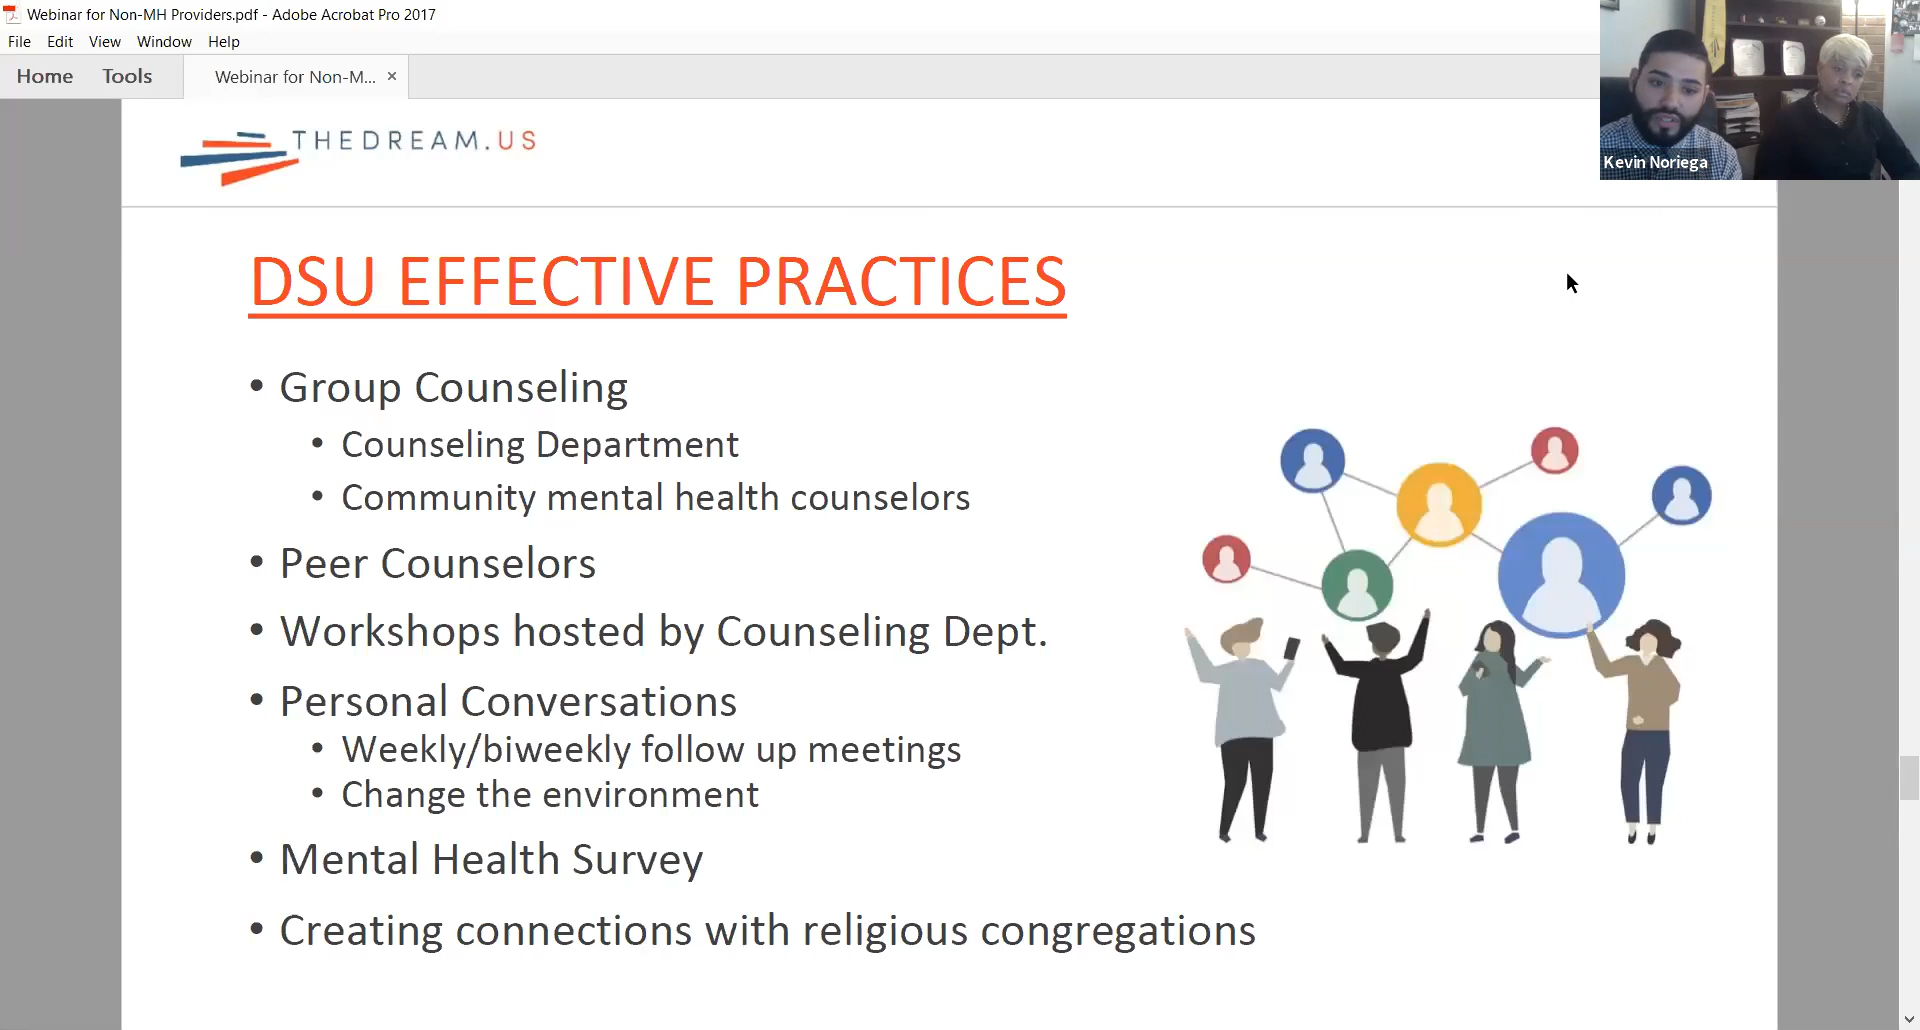 Webinar for Non-MH Providers.pdf - Adobe Acrobat Pro 2017
File Edit View Window Help
Home Tools Webinar for Non-M... ×
Kevin Noriega
THEDREAM.US
DSU EFFECTIVE PRACTICES
• Group Counseling
• Counseling Department
• Community mental health counselors
• Peer Counselors
• Workshops hosted by Counseling Dept.
• Personal Conversations
• Weekly/biweekly follow up meetings
• Change the environment
• Mental Health Survey
• Creating connections with religious congregations